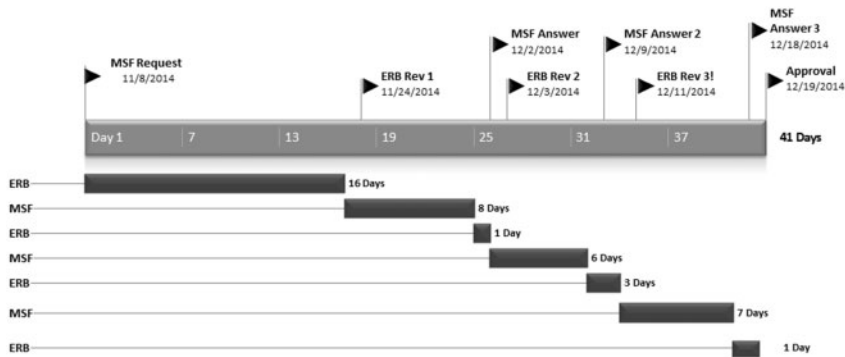 MSF
Answer 3
12/18/2014
MSF Answer
12/2/2014
MSF Answer 2
12/9/2014
MSF Request
11/8/2014
ERB Rev 1
11/24/2014
ERB Rev 2
12/3/2014
ERB Rev 3!
12/11/2014
Approval
12/19/2014
Day 1 7 13 19 25 31 37 41 Days
ERB 16 Days
MSF 8 Days
ERB 1 Day
MSF 6 Days
ERB 3 Days
MSF 7 Days
ERB 1 Day